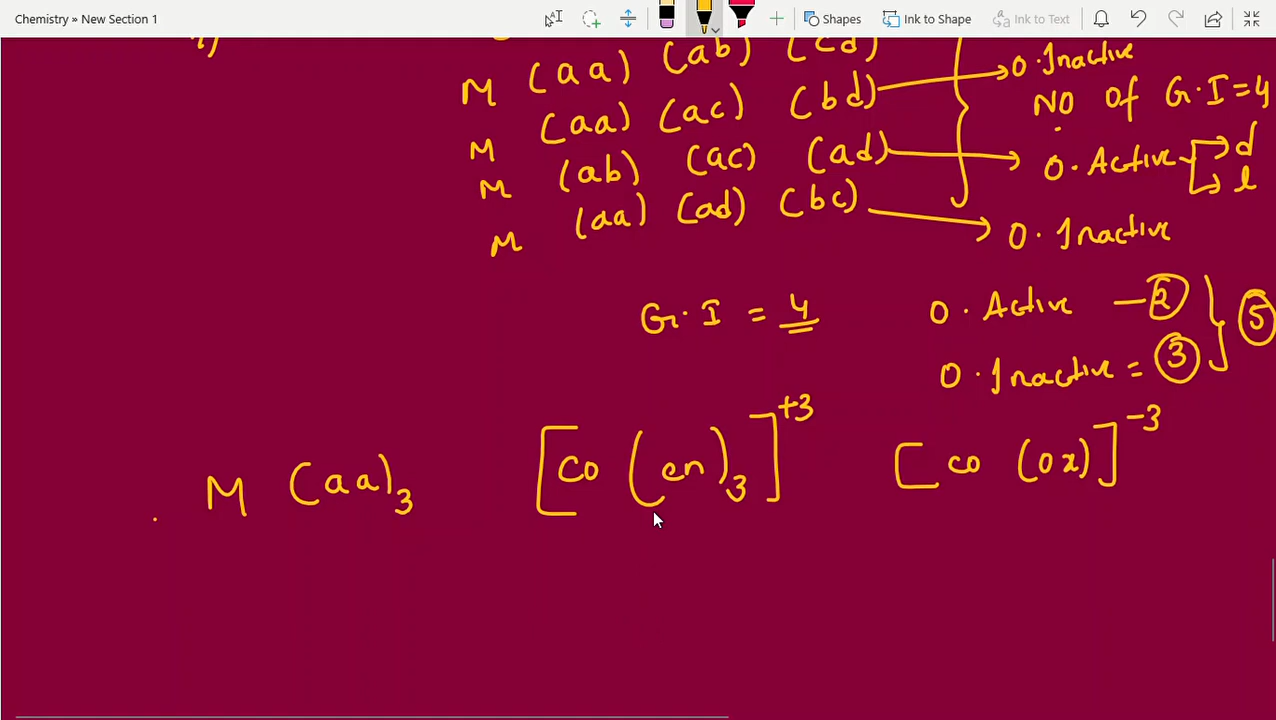 Chemistry » New Section 1
Shapes Ink to Shape Ink to Text
M (aa) (ab) (cd)
M (aa) (ac) (bd) → O.Inactive
NO of G.I=4
M (ab) (ac) (ad) → O.Active d
l
M (aa) (ad) (bc) → O.Inactive
G.I = 4 O.Active — 2
O.Inactive = 3 } 5
M (aa)3 [Co (en)3]+3 [Co (ox)]-3